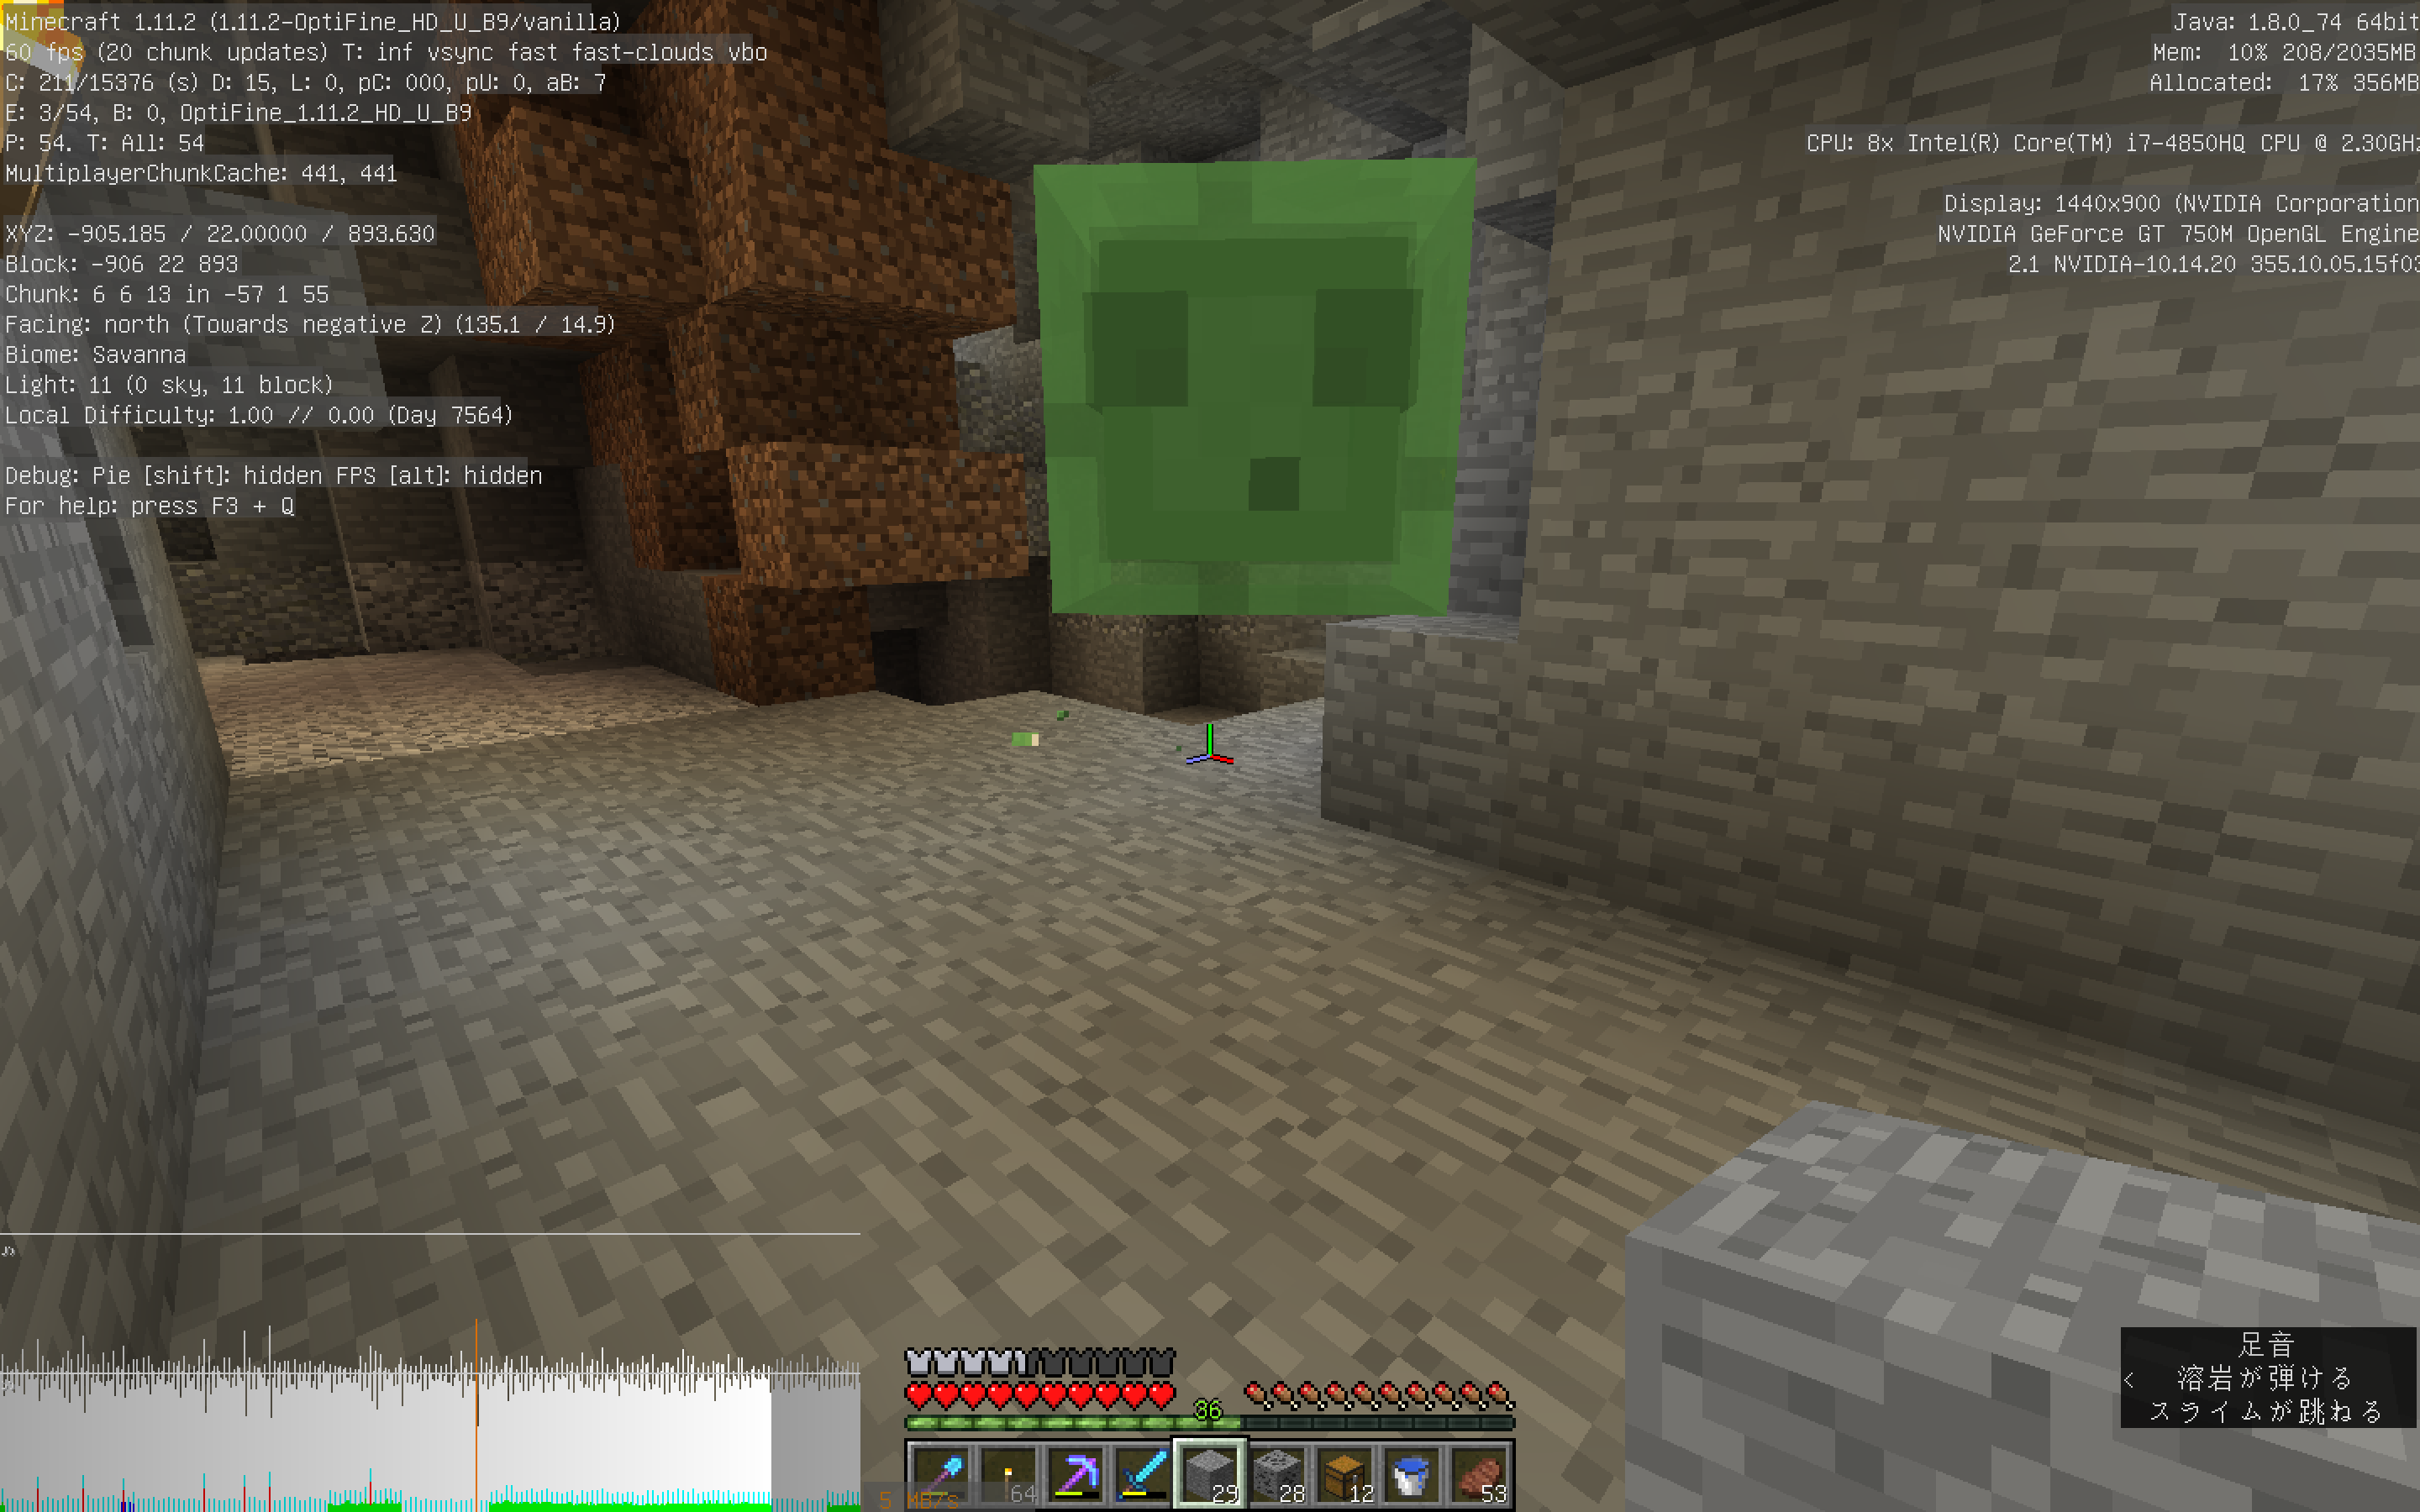 Minecraft 1.11.2 (1.11.2-OptiFine_HD_U_B9/vanilla)
60 fps (20 chunk updates) T: inf vsync fast fast-clouds vbo
C: 211/15376 (s) D: 15, L: 0, pC: 000, pU: 0, aB: 7
E: 3/54, B: 0, OptiFine_1.11.2_HD_U_B9
P: 54. T: All: 54
MultiplayerChunkCache: 441, 441
XYZ: -905.185 / 22.00000 / 893.630
Block: -906 22 893
Chunk: 6 6 13 in -57 1 55
Facing: north (Towards negative Z) (135.1 / 14.9)
Biome: Savanna
Light: 11 (0 sky, 11 block)
Local Difficulty: 1.00 // 0.00 (Day 7564)
Debug: Pie [shift]: hidden FPS [alt]: hidden
For help: press F3 + Q
Java: 1.8.0_74 64bit
Mem: 10% 208/2035MB
Allocated: 17% 356MB
CPU: 8x Intel(R) Core(TM) i7-4850HQ CPU @ 2.30GHz
Display: 1440x900 (NVIDIA Corporation
NVIDIA GeForce GT 750M OpenGL Engine
2.1 NVIDIA-10.14.20 355.10.05.15f03
足音
< 溶岩が弾ける
スライムが跳ねる
36
64 29 28 12 53
5 MB/s